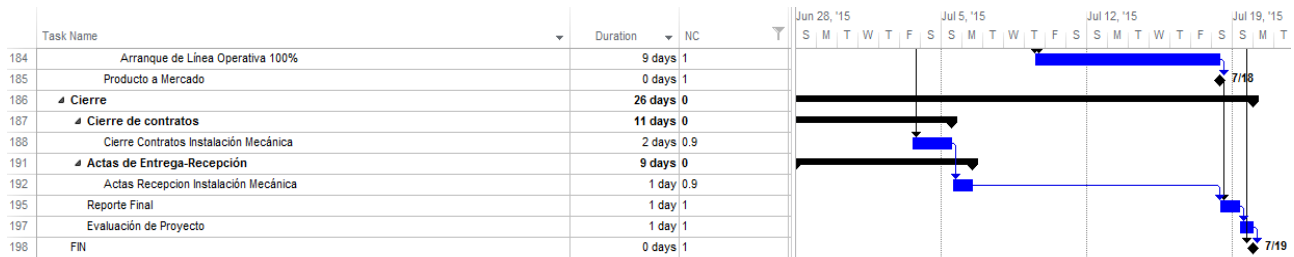 Jun 28, '15 Jul 5, '15 Jul 12, '15 Jul 19, '15
Task Name Duration NC S M T W T F S S M T W T F S S M T W T F S S M T
184 Arranque de Línea Operativa 100% 9 days 1
185 Producto a Mercado 0 days 1 7/18
186 Cierre 26 days 0
187 Cierre de contratos 11 days 0
188 Cierre Contratos Instalación Mecánica 2 days 0.9
191 Actas de Entrega-Recepción 9 days 0
192 Actas Recepcion Instalación Mecánica 1 day 0.9
195 Reporte Final 1 day 1
197 Evaluación de Proyecto 1 day 1
198 FIN 0 days 1 7/19